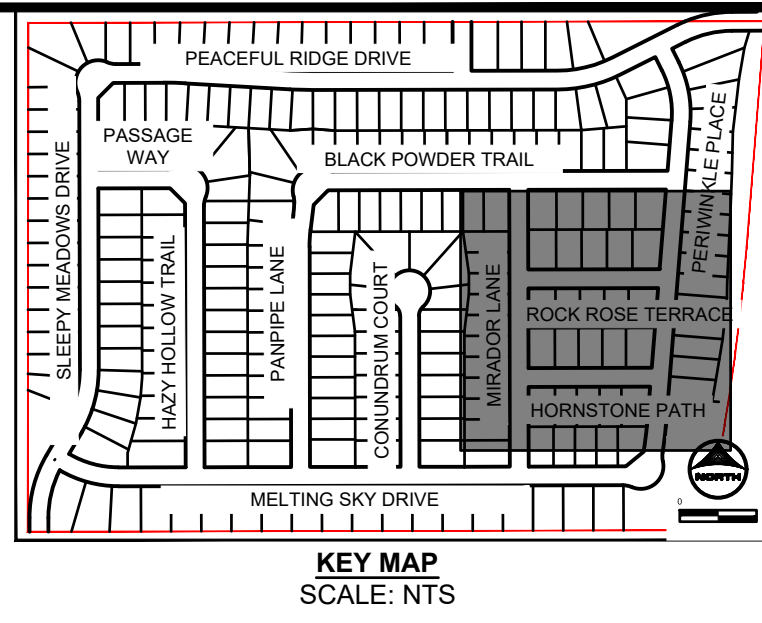 PEACEFUL RIDGE DRIVE
PASSAGE
WAY
BLACK POWDER TRAIL
SLEEPY MEADOWS DRIVE
HAZY HOLLOW TRAIL
PANPIPE LANE
CONUNDRUM COURT
MIRADOR LANE
PERIWINKLE PLACE
ROCK ROSE TERRACE
HORNSTONE PATH
MELTING SKY DRIVE
NORTH
0
KEY MAP
SCALE: NTS